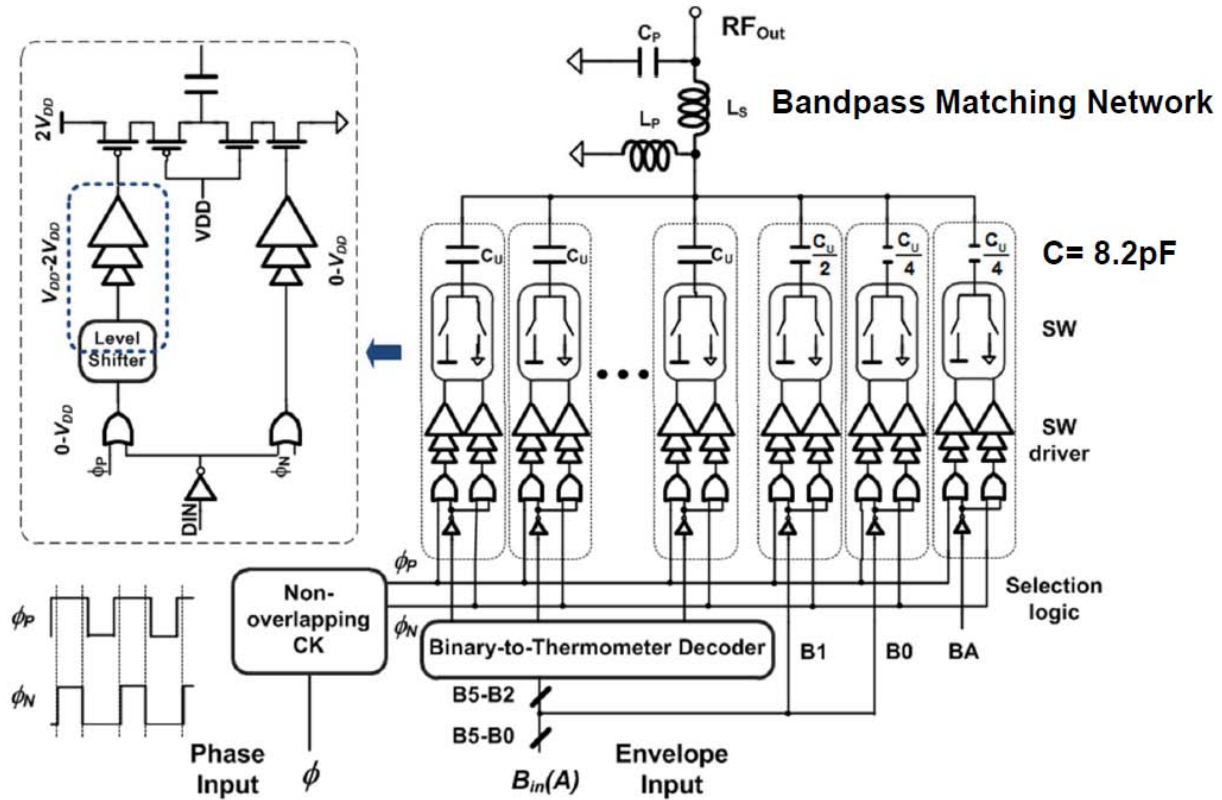 RFOut
CP
Bandpass Matching Network
LS
LP
2VDD
VDD
VDD-2VDD
0-VDD
Level
Shifter
0-VDD
ϕP
ϕN
DIN
CU
CU
CU
CU
2
CU
4
CU
4
C= 8.2pF
SW
SW
driver
Selection
logic
ϕP
ϕN
Non-
overlapping
CK
Binary-to-Thermometer Decoder
B1
B0
BA
B5-B2
B5-B0
ϕP
ϕN
Phase
Input
ϕ
Bin(A)
Envelope
Input